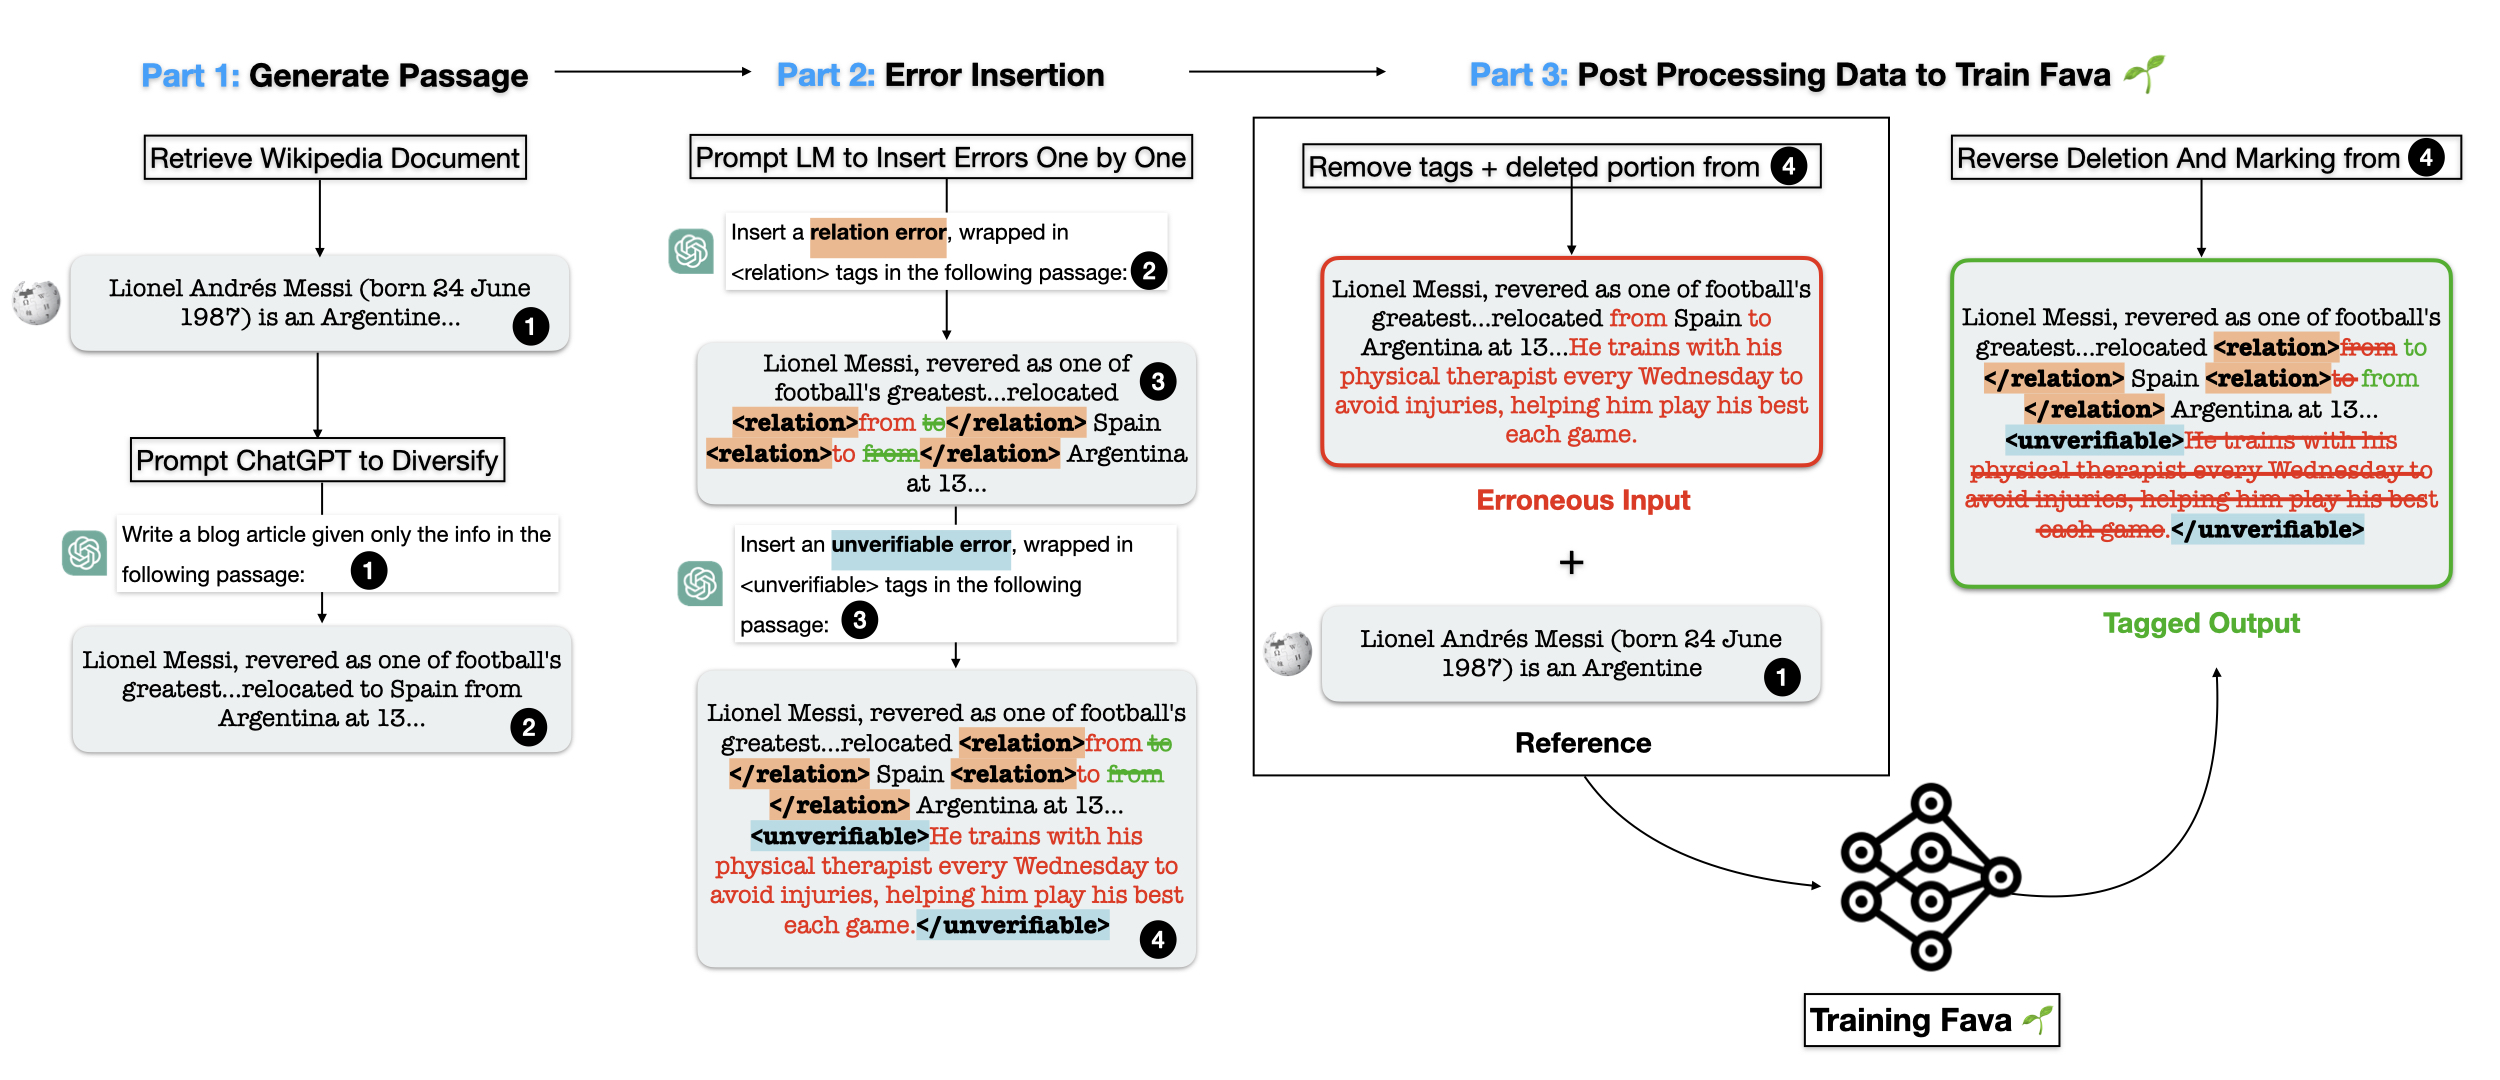 Part 1: Generate Passage
Retrieve Wikipedia Document
Lionel Andrés Messi (born 24 June
1987) is an Argentine...
1
Prompt ChatGPT to Diversify
Write a blog article given only the info in the
following passage: 1
Lionel Messi, revered as one of football's
greatest...relocated to Spain from
Argentina at 13...
2
Part 2: Error Insertion
Prompt LM to Insert Errors One by One
Insert a relation error, wrapped in
<relation> tags in the following passage: 2
Lionel Messi, revered as one of
football's greatest...relocated
3
<relation>from to</relation> Spain
<relation>to from</relation> Argentina
at 13...
Insert an unverifiable error, wrapped in
<unverifiable> tags in the following
passage: 3
Lionel Messi, revered as one of football's
greatest...relocated <relation>from to
</relation> Spain <relation>to from
</relation> Argentina at 13...
<unverifiable>He trains with his
physical therapist every Wednesday to
avoid injuries, helping him play his best
each game.</unverifiable>
4
Part 3: Post Processing Data to Train Fava
Remove tags + deleted portion from 4
Lionel Messi, revered as one of football's
greatest...relocated from Spain to
Argentina at 13...He trains with his
physical therapist every Wednesday to
avoid injuries, helping him play his best
each game.
Erroneous Input
+
Lionel Andrés Messi (born 24 June
1987) is an Argentine
1
Reference
Reverse Deletion And Marking from 4
Lionel Messi, revered as one of football's
greatest...relocated <relation>from to
</relation> Spain <relation>to from
</relation> Argentina at 13...
<unverifiable>He trains with his
physical therapist every Wednesday to
avoid injuries, helping him play his best
each game.</unverifiable>
Tagged Output
Training Fava